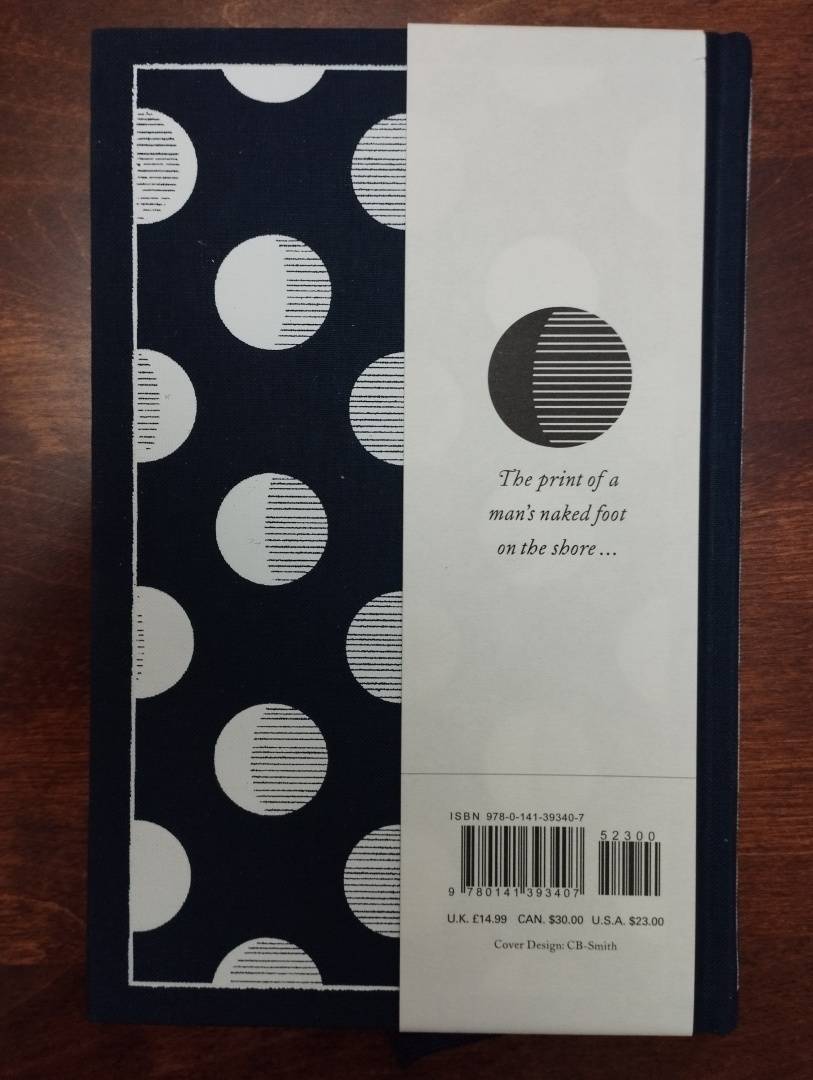 The print of a
man's naked foot
on the shore ...
ISBN 978-0-141-39340-7
52300
9 780141 393407
U.K. £14.99 CAN. $30.00 U.S.A. $23.00
Cover Design: CB-Smith